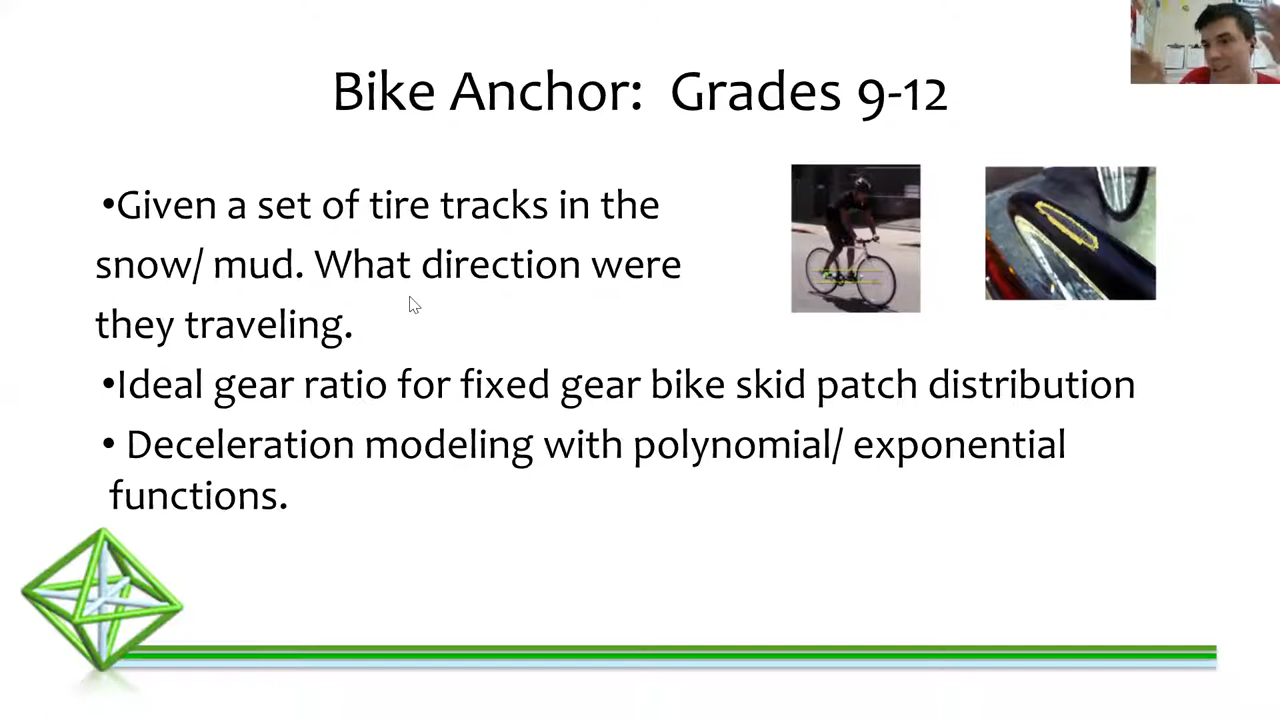 Bike Anchor: Grades 9-12
•Given a set of tire tracks in the
snow/ mud. What direction were
they traveling.
•Ideal gear ratio for fixed gear bike skid patch distribution
• Deceleration modeling with polynomial/ exponential
functions.